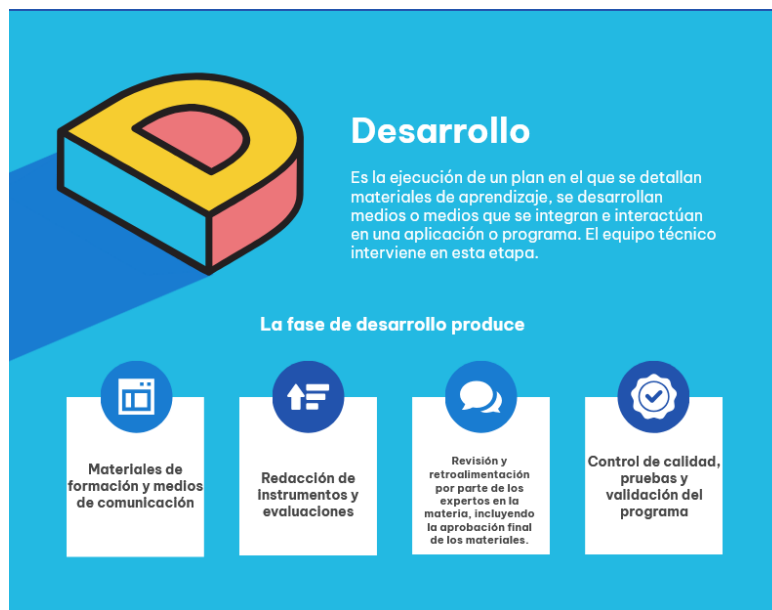 Desarrollo
Es la ejecución de un plan en el que se detallan
materiales de aprendizaje, se desarrollan
medios o medios que se integran e interactúan
en una aplicación o programa. El equipo técnico
interviene en esta etapa.
La fase de desarrollo produce
Materiales de
formación y medios
de comunicación
Redacción de
instrumentos y
evaluaciones
Revisión y
retroalimentación
por parte de los
expertos en la
materia, incluyendo
la aprobación final
de los materiales.
Control de calidad,
pruebas y
validación del
programa